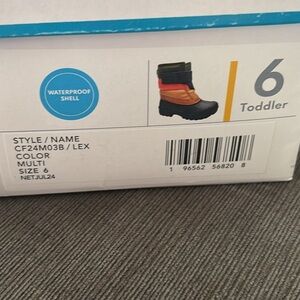 WATERPROOF
SHELL
6
Toddler
STYLE / NAME
CF24M03B / LEX
COLOR
MULTI
SIZE 6
NETJUL24
1 96562 56820 8